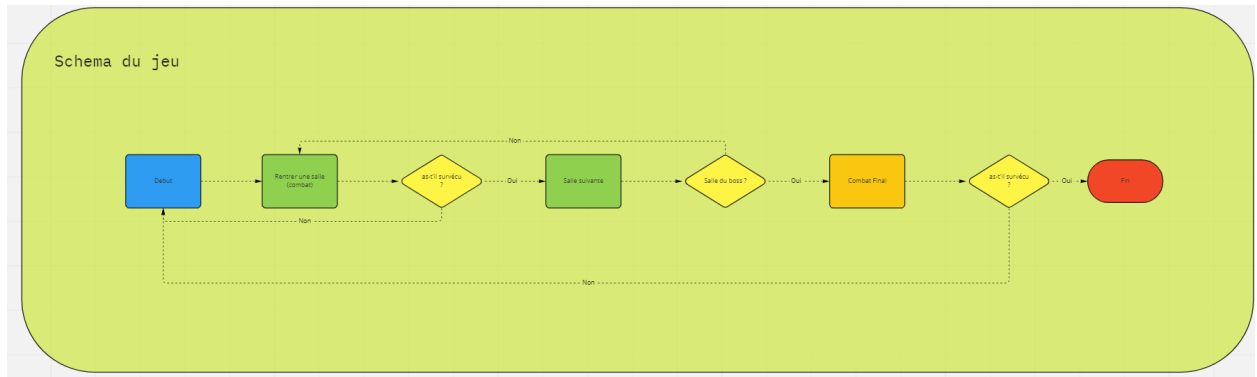 Schema du jeu
Non
Debut
Rentrer une salle
(combat)
as-t'il survécu
?
Oui
Salle suivante
Salle du boss ?
Oui
Combat Final
as-t'il survécu
?
Oui
Fin
Non
Non